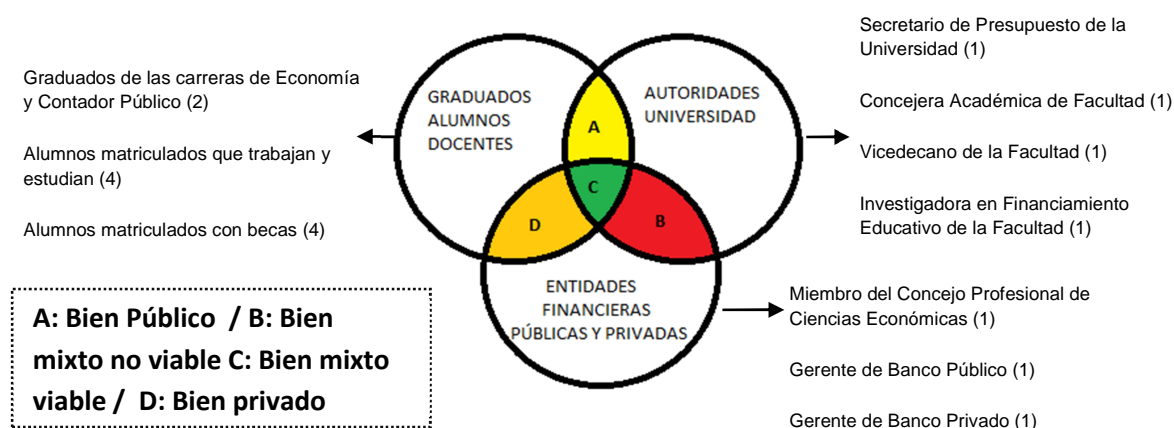 Graduados de las carreras de Economía
y Contador Público (2)
Alumnos matriculados que trabajan y
estudian (4)
Alumnos matriculados con becas (4)
GRADUADOS
ALUMNOS
DOCENTES
AUTORIDADES
UNIVERSIDAD
A
C
D
B
ENTIDADES
FINANCIERAS
PÚBLICAS Y PRIVADAS
Secretario de Presupuesto de la
Universidad (1)
Concejera Académica de Facultad (1)
Vicedecano de la Facultad (1)
Investigadora en Financiamiento
Educativo de la Facultad (1)
Miembro del Concejo Profesional de
Ciencias Económicas (1)
Gerente de Banco Público (1)
Gerente de Banco Privado (1)
A: Bien Público / B: Bien
mixto no viable C: Bien mixto
viable / D: Bien privado